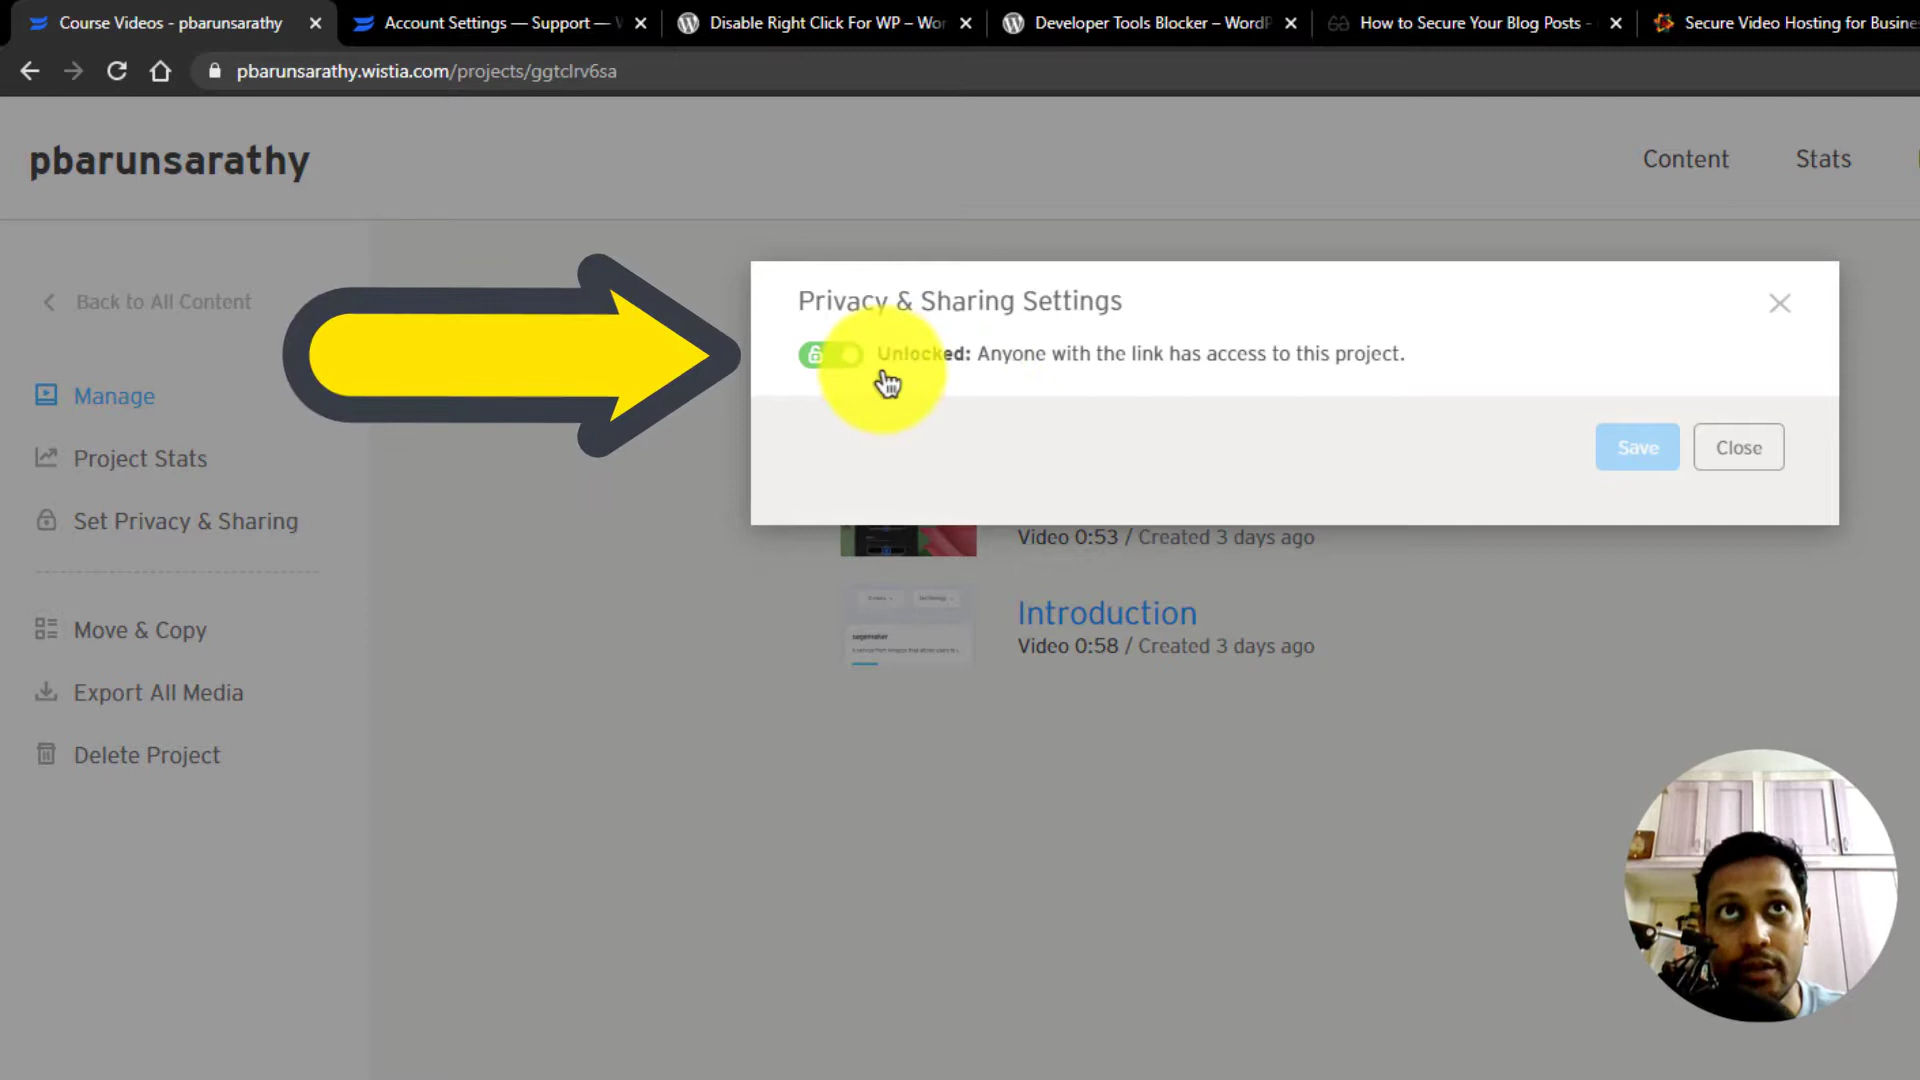 Course Videos - pbarunsarathy
Account Settings — Support —
Disable Right Click For WP – Wor
Developer Tools Blocker – WordP
How to Secure Your Blog Posts -
Secure Video Hosting for Busine
pbarunsarathy.wistia.com/projects/ggtclrv6sa
pbarunsarathy
Content
Stats
Back to All Content
Privacy & Sharing Settings
Unlocked: Anyone with the link has access to this project.
Manage
Save
Close
Project Stats
Set Privacy & Sharing
Video 0:53 / Created 3 days ago
Introduction
Video 0:58 / Created 3 days ago
sagemaker
Move & Copy
Export All Media
Delete Project